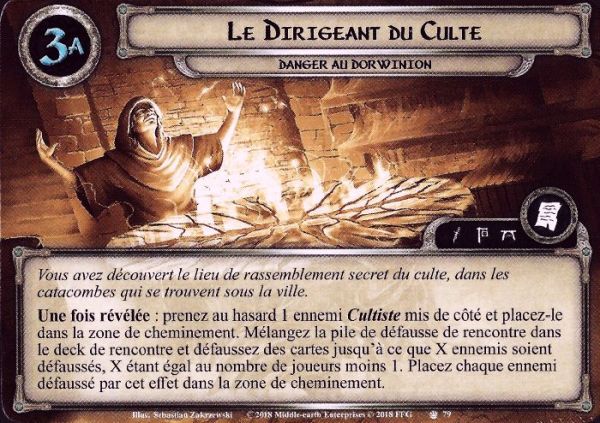 3A
LE DIRIGEANT DU CULTE
DANGER AU DORWINION
Vous avez découvert le lieu de rassemblement secret du culte, dans les
catacombes qui se trouvent sous la ville.
Une fois révélée : prenez au hasard 1 ennemi Cultiste mis de côté et placez-le
dans la zone de cheminement. Mélangez la pile de défausse de rencontre dans
le deck de rencontre et défaussez des cartes jusqu'à ce que X ennemis soient
défaussés, X étant égal au nombre de joueurs moins 1. Placez chaque ennemi
défaussé par cet effet dans la zone de cheminement.
Illus. Sebastian Zakrzewski © 2018 Middle-earth Enterprises © 2018 FFG 79